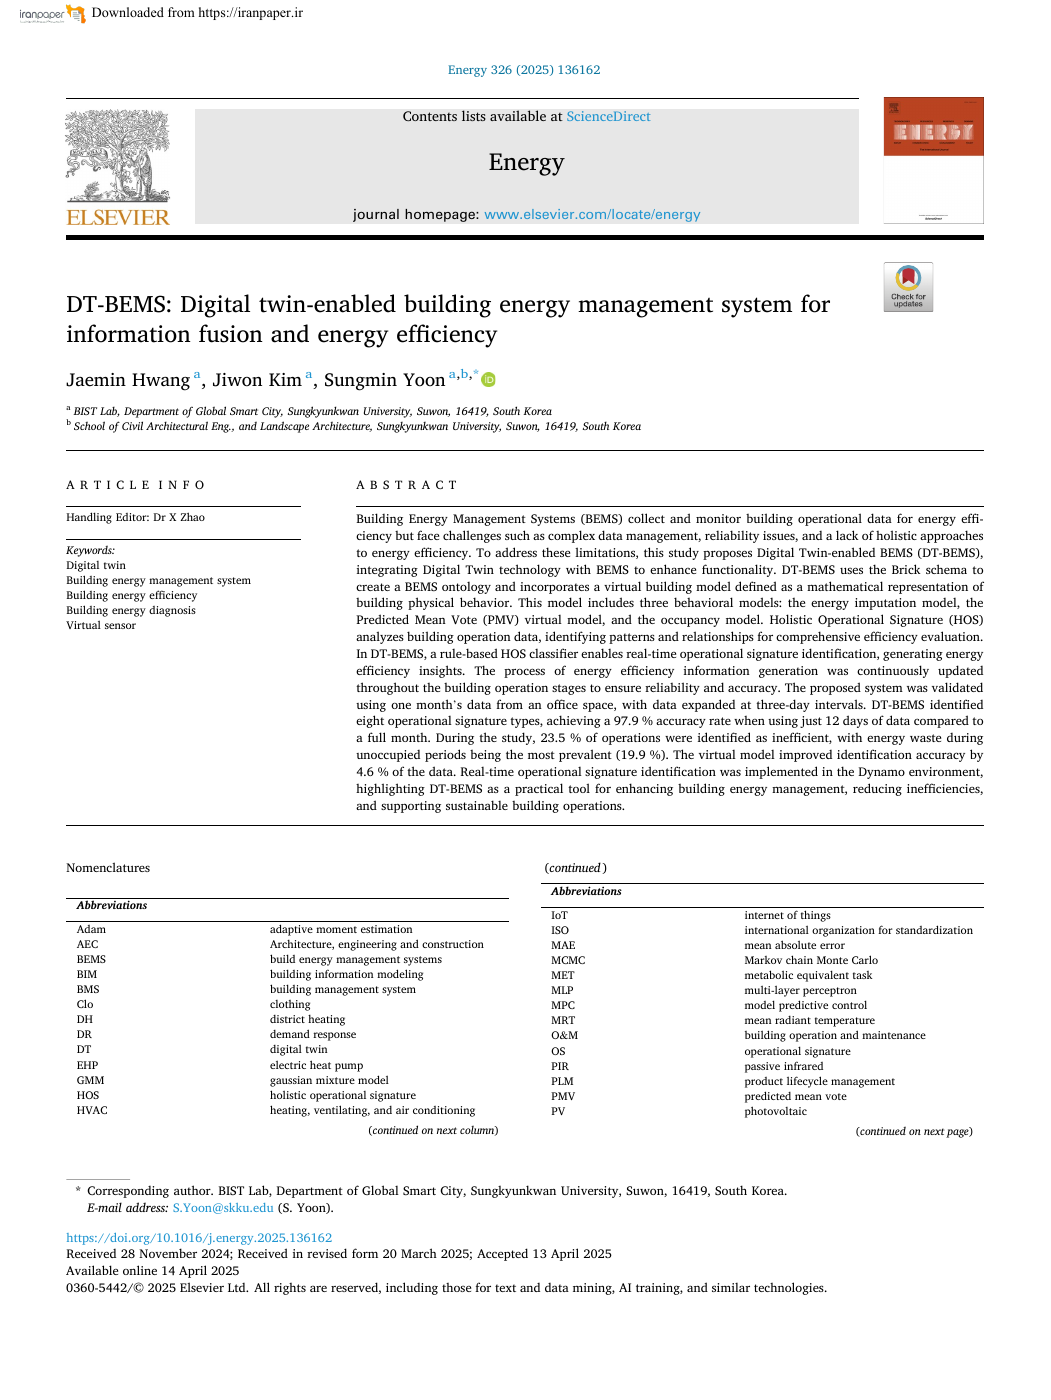 iranpaper
Downloaded from https://iranpaper.ir
Energy 326 (2025) 136162
Contents lists available at ScienceDirect
Energy
journal homepage: www.elsevier.com/locate/energy
ELSEVIER
ENERGY
Check for
updates
DT-BEMS: Digital twin-enabled building energy management system for
information fusion and energy efficiency
Jaemin Hwang a, Jiwon Kim a, Sungmin Yoon a,b,*
a BIST Lab, Department of Global Smart City, Sungkyunkwan University, Suwon, 16419, South Korea
b School of Civil Architectural Eng., and Landscape Architecture, Sungkyunkwan University, Suwon, 16419, South Korea
ARTICLE INFO
Handling Editor: Dr X Zhao
Keywords:
Digital twin
Building energy management system
Building energy efficiency
Building energy diagnosis
Virtual sensor
ABSTRACT
Building Energy Management Systems (BEMS) collect and monitor building operational data for energy effi-
ciency but face challenges such as complex data management, reliability issues, and a lack of holistic approaches
to energy efficiency. To address these limitations, this study proposes Digital Twin-enabled BEMS (DT-BEMS),
integrating Digital Twin technology with BEMS to enhance functionality. DT-BEMS uses the Brick schema to
create a BEMS ontology and incorporates a virtual building model defined as a mathematical representation of
building physical behavior. This model includes three behavioral models: the energy imputation model, the
Predicted Mean Vote (PMV) virtual model, and the occupancy model. Holistic Operational Signature (HOS)
analyzes building operation data, identifying patterns and relationships for comprehensive efficiency evaluation.
In DT-BEMS, a rule-based HOS classifier enables real-time operational signature identification, generating energy
efficiency insights. The process of energy efficiency information generation was continuously updated
throughout the building operation stages to ensure reliability and accuracy. The proposed system was validated
using one month's data from an office space, with data expanded at three-day intervals. DT-BEMS identified
eight operational signature types, achieving a 97.9 % accuracy rate when using just 12 days of data compared to
a full month. During the study, 23.5 % of operations were identified as inefficient, with energy waste during
unoccupied periods being the most prevalent (19.9 %). The virtual model improved identification accuracy by
4.6 % of the data. Real-time operational signature identification was implemented in the Dynamo environment,
highlighting DT-BEMS as a practical tool for enhancing building energy management, reducing inefficiencies,
and supporting sustainable building operations.
Nomenclatures
Abbreviations
Adam adaptive moment estimation
AEC Architecture, engineering and construction
BEMS build energy management systems
BIM building information modeling
BMS building management system
Clo clothing
DH district heating
DR demand response
DT digital twin
EHP electric heat pump
GMM gaussian mixture model
HOS holistic operational signature
HVAC heating, ventilating, and air conditioning
(continued on next column)
(continued)
Abbreviations
IoT internet of things
ISO international organization for standardization
MAE mean absolute error
MCMC Markov chain Monte Carlo
MET metabolic equivalent task
MLP multi-layer perceptron
MPC model predictive control
MRT mean radiant temperature
O&M building operation and maintenance
OS operational signature
PIR passive infrared
PLM product lifecycle management
PMV predicted mean vote
PV photovoltaic
(continued on next page)
* Corresponding author. BIST Lab, Department of Global Smart City, Sungkyunkwan University, Suwon, 16419, South Korea.
E-mail address: S.Yoon@skku.edu (S. Yoon).
https://doi.org/10.1016/j.energy.2025.136162
Received 28 November 2024; Received in revised form 20 March 2025; Accepted 13 April 2025
Available online 14 April 2025
0360-5442/© 2025 Elsevier Ltd. All rights are reserved, including those for text and data mining, AI training, and similar technologies.